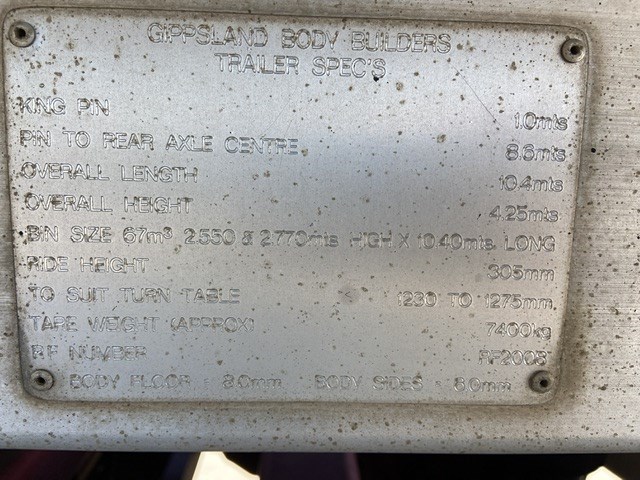 GIPPSLAND BODY BUILDERS
TRAILER SPEC'S
KING PIN 1.0mts
PIN TO REAR AXLE CENTRE. 8.6mts
OVERALL LENGTH 10.4mts
OVERALL HEIGHT 4.25mts
BIN SIZE 67m³ 2.550 & 2.770mts HIGH X 10.40mts LONG
RIDE HEIGHT 305mm
TO SUIT TURN TABLE 1230 TO 1275mm
TARE WEIGHT (APPROX) 7400kg
RF NUMBER RF2003
BODY FLOOR : 8.0mm BODY SIDES : 6.0mm